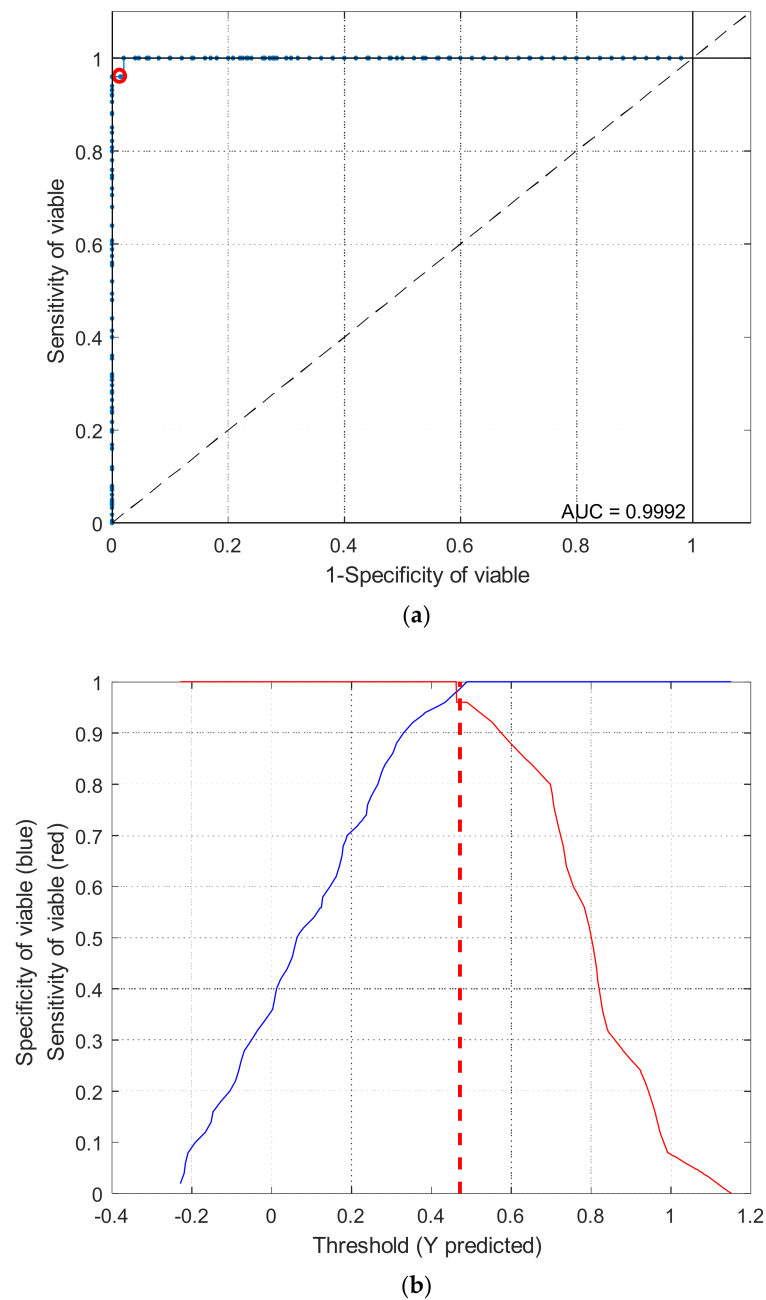 1
0.8
0.6
0.4
0.2
0
Sensitivity of viable
AUC = 0.9992
0 0.2 0.4 0.6 0.8 1
1-Specificity of viable
(a)
1
0.9
0.8
0.7
0.6
0.5
0.4
0.3
0.2
0.1
0
Specificity of viable (blue)
Sensitivity of viable (red)
-0.4 -0.2 0 0.2 0.4 0.6 0.8 1 1.2
Threshold (Y predicted)
(b)